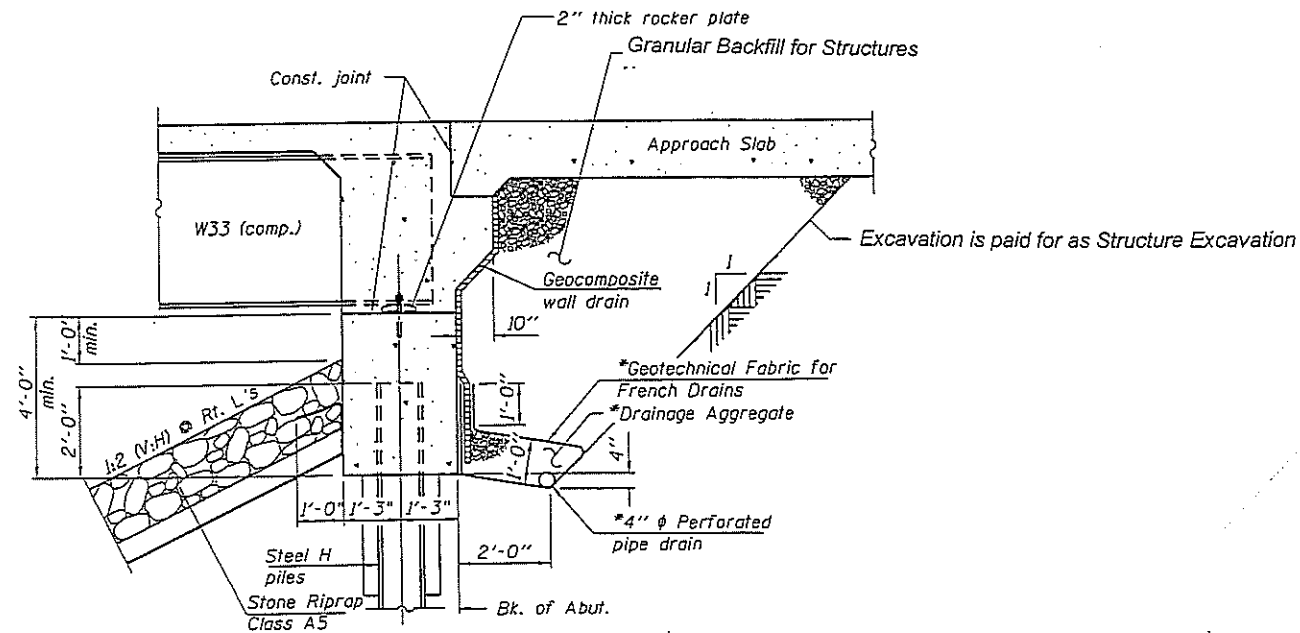 2" thick rocker plate
Granular Backfill for Structures
Const. joint
Approach Slab
W33 (comp.)
Excavation is paid for as Structure Excavation
1
1
Geocomposite
wall drain
10"
1'-0"
min.
4'-0"
min.
2'-0"
1:2 (V:H) @ Rt. L's
*Geotechnical Fabric for
French Drains
*Drainage Aggregate
1'-0"
1'-0"
4"
1'-0"
1'-3"
1'-3"
*4" ϕ Perforated
pipe drain
2'-0"
Steel H
piles
Stone Riprap
Class A5
Bk. of Abut.